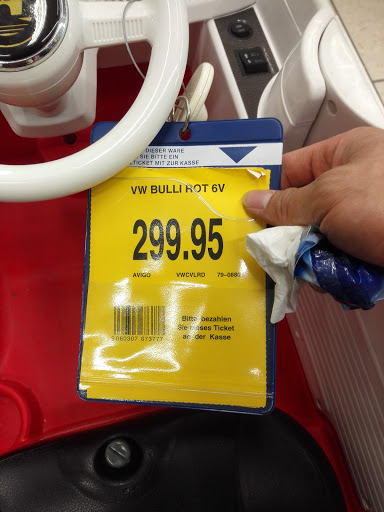 DIESER WARE
SIE BITTE EIN
TICKET MIT ZUR KASSE
VW BULLI ROT 6V
299.95
AVIGO VWCVLRD
Bitte bezahlen
Sie dieses Ticket
an der Kasse